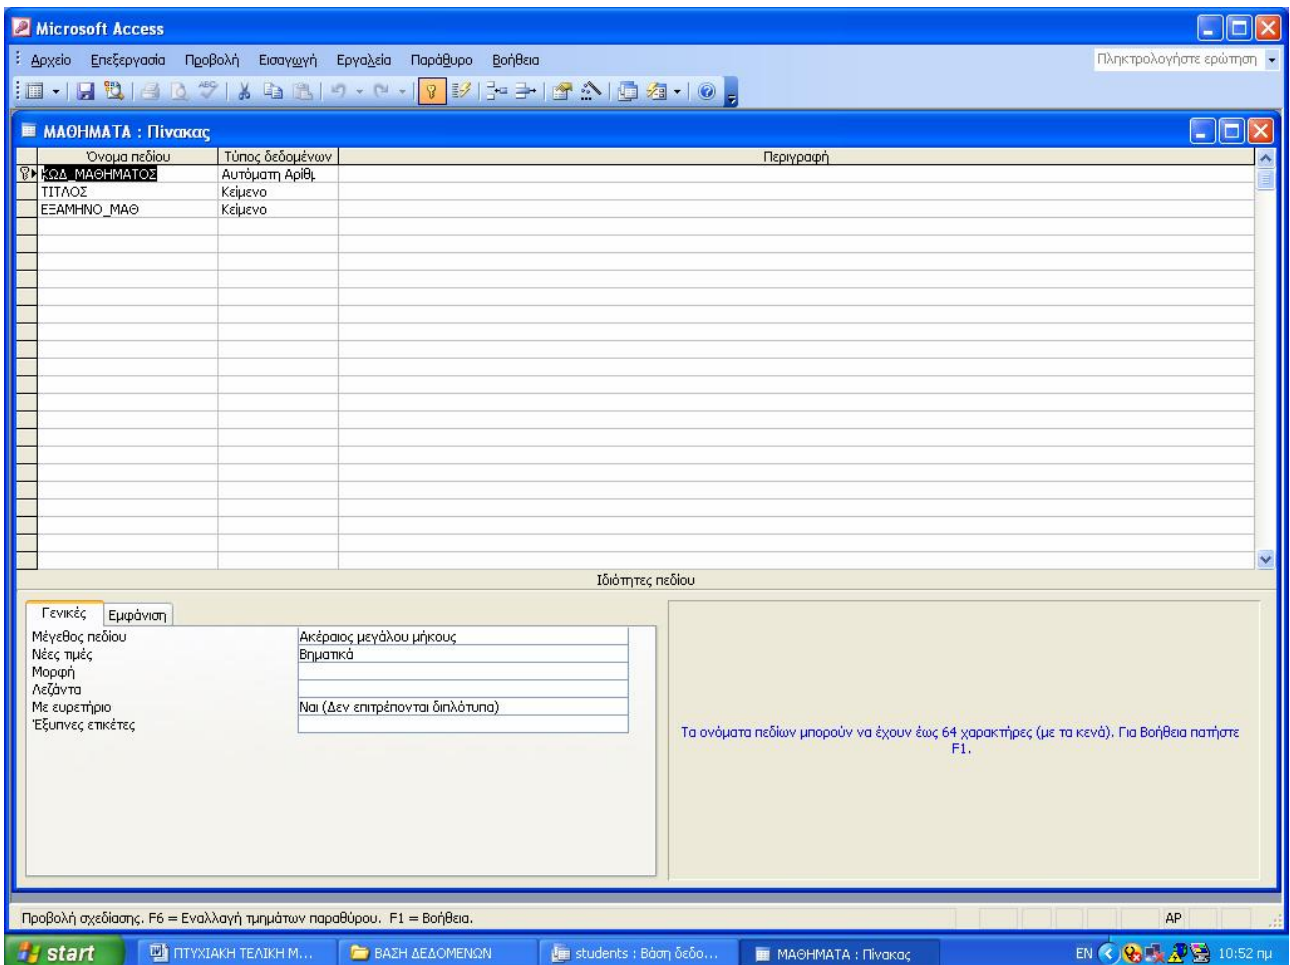 Microsoft Access
Αρχείο Επεξεργασία Προβολή Εισαγωγή Εργαλεία Παράθυρο Βοήθεια Πληκτρολογήστε ερώτηση
ΜΑΘΗΜΑΤΑ : Πίνακας
Όνομα πεδίου Τύπος δεδομένων Περιγραφή
ΚΩΔ_ΜΑΘΗΜΑΤΟΣ Αυτόματη Αρίθμ
ΤΙΤΛΟΣ Κείμενο
ΕΞΑΜΗΝΟ_ΜΑΘ Κείμενο
Ιδιότητες πεδίου
Γενικές Εμφάνιση
Μέγεθος πεδίου Ακέραιος μεγάλου μήκους
Νέες τιμές Βηματικά
Μορφή
Λεζάντα
Με ευρετήριο Ναι (Δεν επιτρέπονται διπλότυπα)
Έξυπνες ετικέτες
Τα ονόματα πεδίων μπορούν να έχουν έως 64 χαρακτήρες (με τα κενά). Για Βοήθεια πατήστε
F1.
Προβολή σχεδίασης. F6 = Εναλλαγή τμημάτων παραθύρου. F1 = Βοήθεια. AP
start ΠΤΥΧΙΑΚΗ ΤΕΛΙΚΗ Μ... ΒΑΣΗ ΔΕΔΟΜΕΝΩΝ students : Βάση δεδο... ΜΑΘΗΜΑΤΑ : Πίνακας EN 10:52 πμ